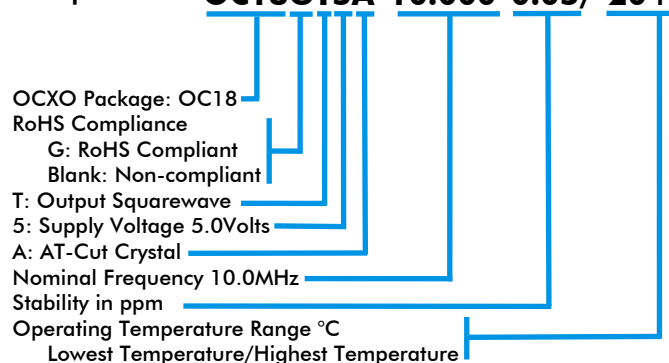 OCXO Package: OC18
RoHS Compliance
G: RoHS Compliant
Blank: Non-compliant
T: Output Squarewave
5: Supply Voltage 5.0Volts
A: AT-Cut Crystal
Nominal Frequency 10.0MHz
Stability in ppm
Operating Temperature Range °C
Lowest Temperature/Highest Temperature